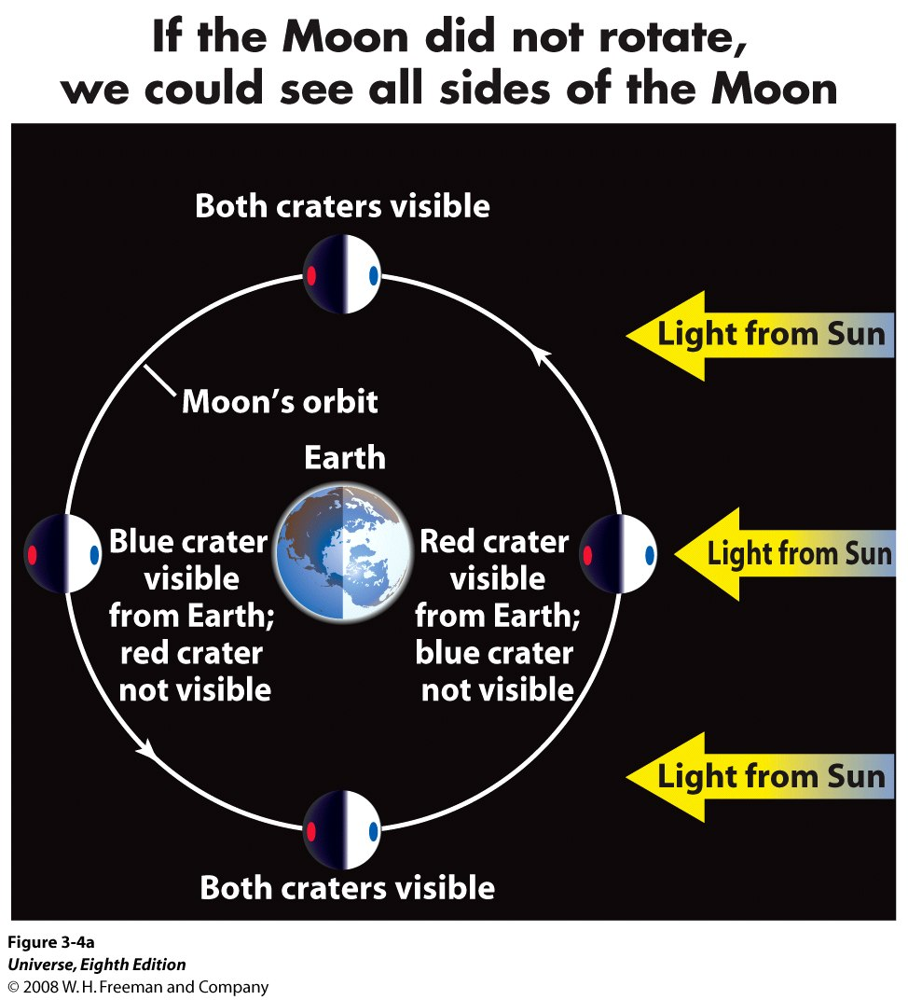 If the Moon did not rotate,
we could see all sides of the Moon
Both craters visible
Light from Sun
Moon’s orbit
Earth
Blue crater
visible
from Earth;
red crater
not visible
Red crater
visible
from Earth;
blue crater
not visible
Light from Sun
Light from Sun
Both craters visible
Figure 3-4a
Universe, Eighth Edition
© 2008 W. H. Freeman and Company